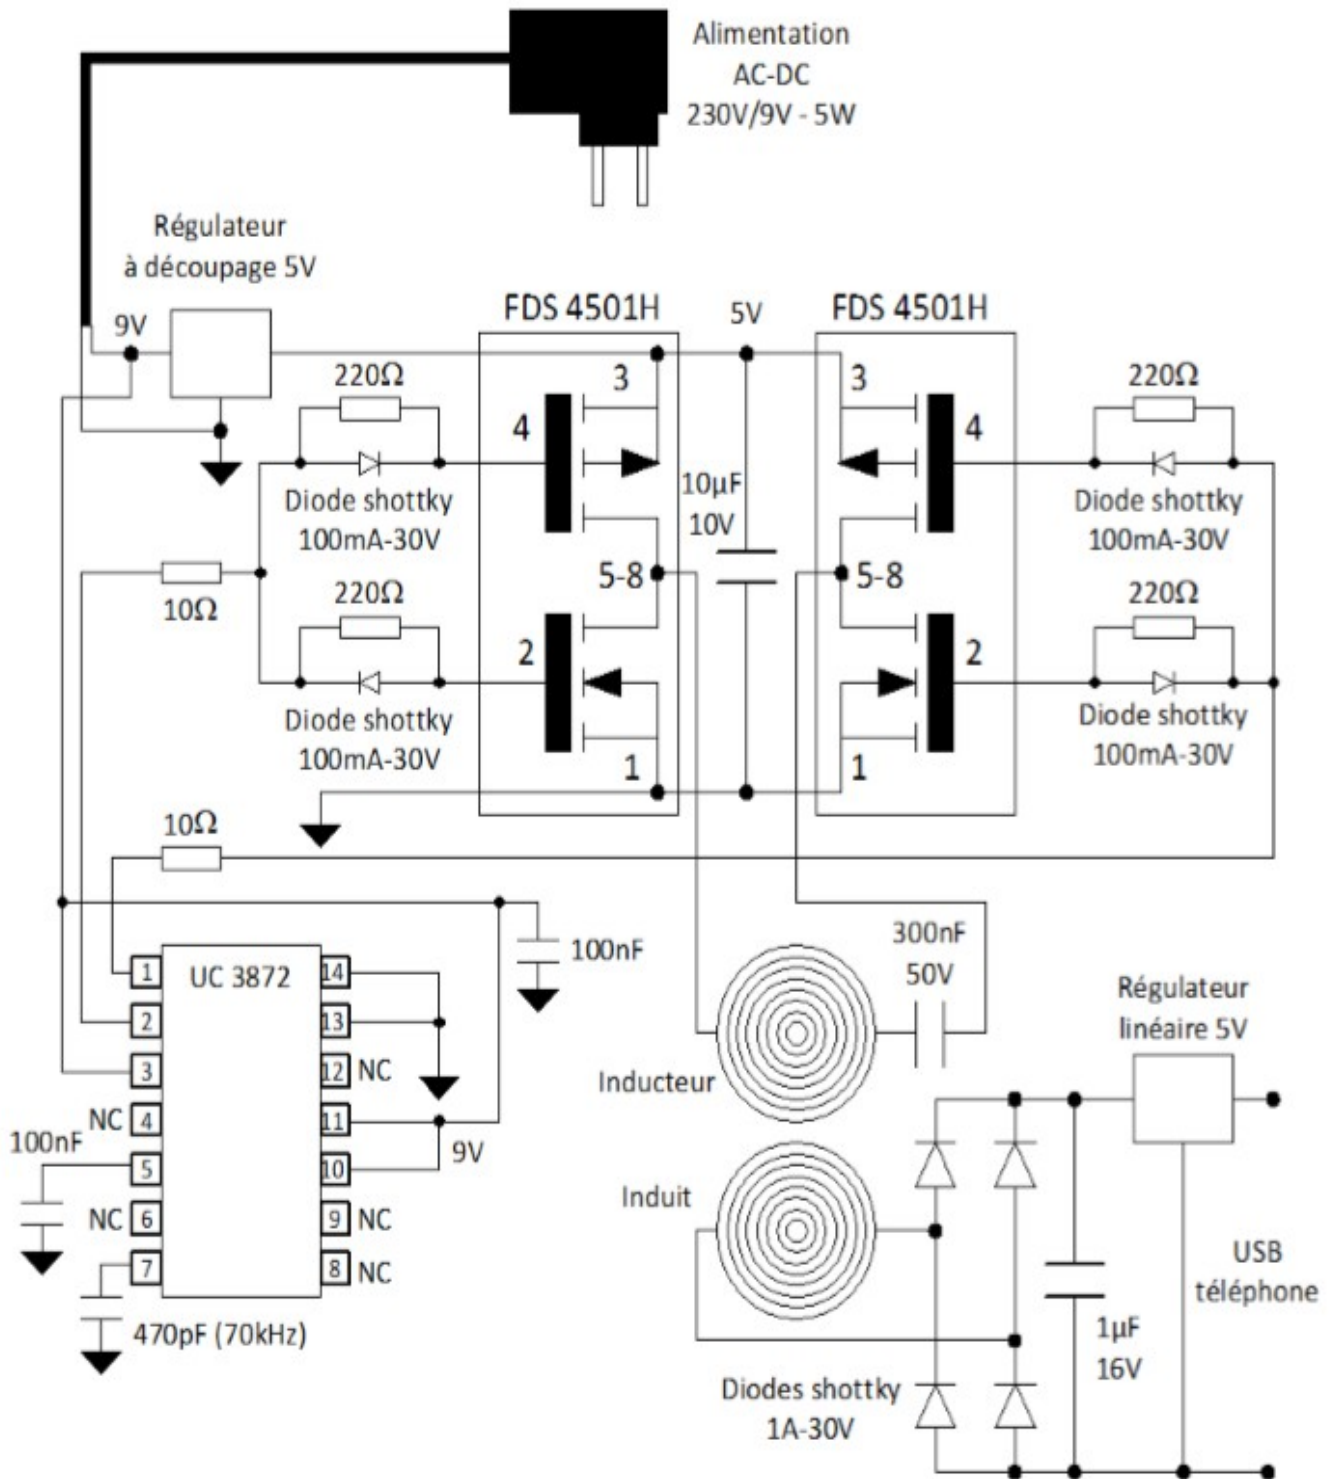 Alimentation
AC-DC
230V/9V - 5W
Régulateur
à découpage 5V
9V
FDS 4501H
5V
FDS 4501H
220Ω
3
3
220Ω
4
4
Diode shottky
100mA-30V
10µF
10V
Diode shottky
100mA-30V
10Ω
220Ω
5-8
5-8
220Ω
2
2
Diode shottky
100mA-30V
Diode shottky
100mA-30V
1
1
10Ω
100nF
300nF
50V
UC 3872
1
14
2
13
3
12 NC
NC 4
11
9V
100nF
5
10
NC 6
9 NC
7
8 NC
470pF (70kHz)
Inducteur
Induit
Régulateur
linéaire 5V
USB
téléphone
1µF
16V
Diodes shottky
1A-30V